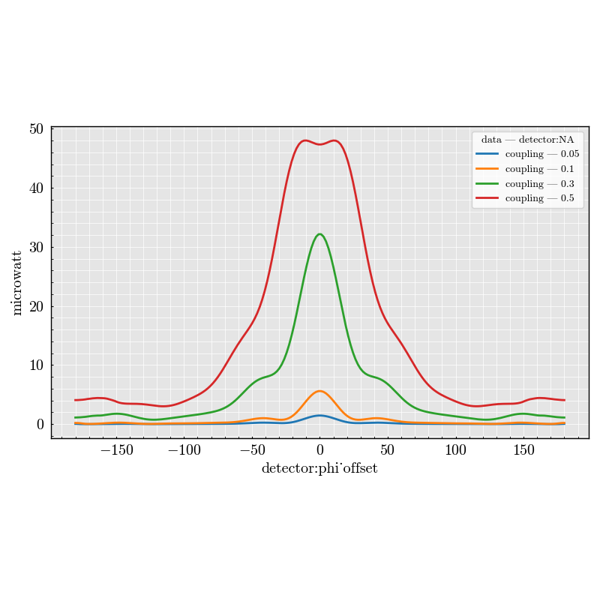 50
40
30
20
10
0
microwatt
−150
−100
−50
0
50
100
150
detector:phi˙offset
data — detector:NA
coupling — 0.05
coupling — 0.1
coupling — 0.3
coupling — 0.5